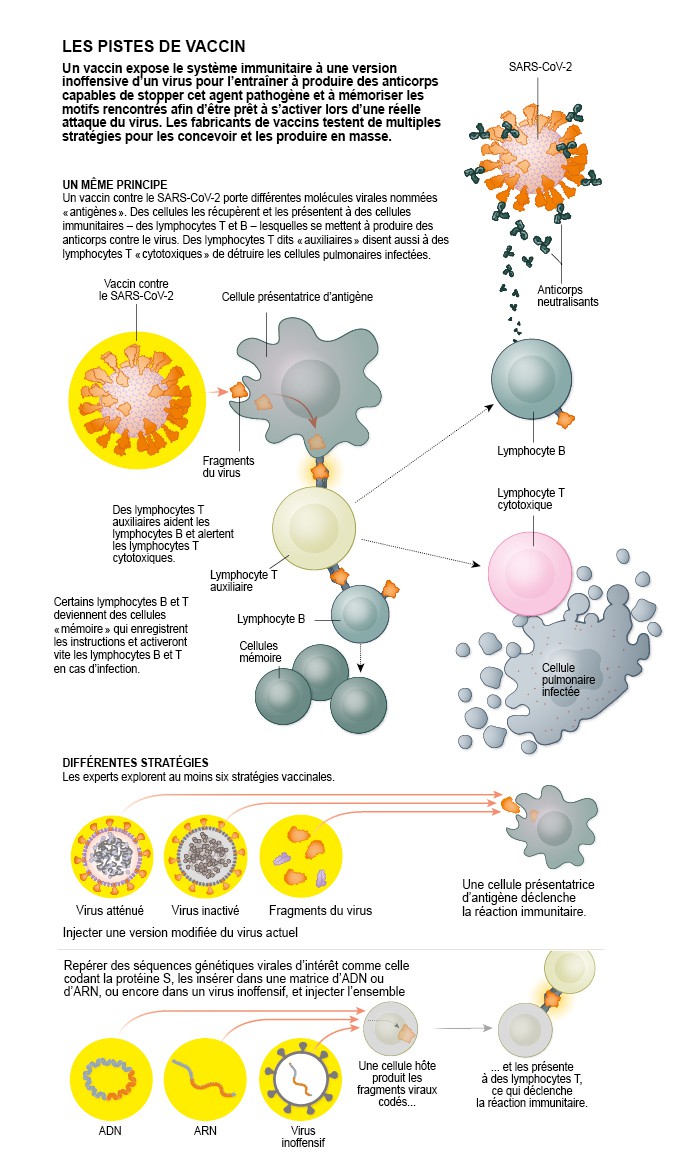 LES PISTES DE VACCIN
Un vaccin expose le système immunitaire à une version
inoffensive d’un virus pour l’entraîner à produire des anticorps
capables de stopper cet agent pathogène et à mémoriser les
motifs rencontrés afin d’être prêt à s’activer lors d’une réelle
attaque du virus. Les fabricants de vaccins testent de multiples
stratégies pour les concevoir et les produire en masse.
SARS-CoV-2
UN MÊME PRINCIPE
Un vaccin contre le SARS-CoV-2 porte différentes molécules virales nommées
« antigènes ». Des cellules les récupèrent et les présentent à des cellules
immunitaires – des lymphocytes T et B – lesquelles se mettent à produire des
anticorps contre le virus. Des lymphocytes T dits « auxiliaires » disent aussi à des
lymphocytes T « cytotoxiques » de détruire les cellules pulmonaires infectées.
Anticorps
neutralisants
Vaccin contre
le SARS-CoV-2
Cellule présentatrice d’antigène
Fragments
du virus
Lymphocyte B
Des lymphocytes T
auxiliaires aident les
lymphocytes B et alertent
les lymphocytes T
cytotoxiques.
Lymphocyte T
cytotoxique
Lymphocyte T
auxiliaire
Certains lymphocytes B et T
deviennent des cellules
« mémoire » qui enregistrent
les instructions et activeront
vite les lymphocytes B et T
en cas d’infection.
Lymphocyte B
Cellules
mémoire
Cellule
pulmonaire
infectée
DIFFÉRENTES STRATÉGIES
Les experts explorent au moins six stratégies vaccinales.
Virus atténué
Virus inactivé
Fragments du virus
Une cellule présentatrice
d’antigène déclenche
la réaction immunitaire.
Injecter une version modifiée du virus actuel
Repérer des séquences génétiques virales d’intérêt comme celle
codant la protéine S, les insérer dans une matrice d’ADN ou
d’ARN, ou encore dans un virus inoffensif, et injecter l’ensemble
Une cellule hôte
produit les
fragments viraux
codés...
... et les présente
à des lymphocytes T,
ce qui déclenche
la réaction immunitaire.
ADN
ARN
Virus
inoffensif